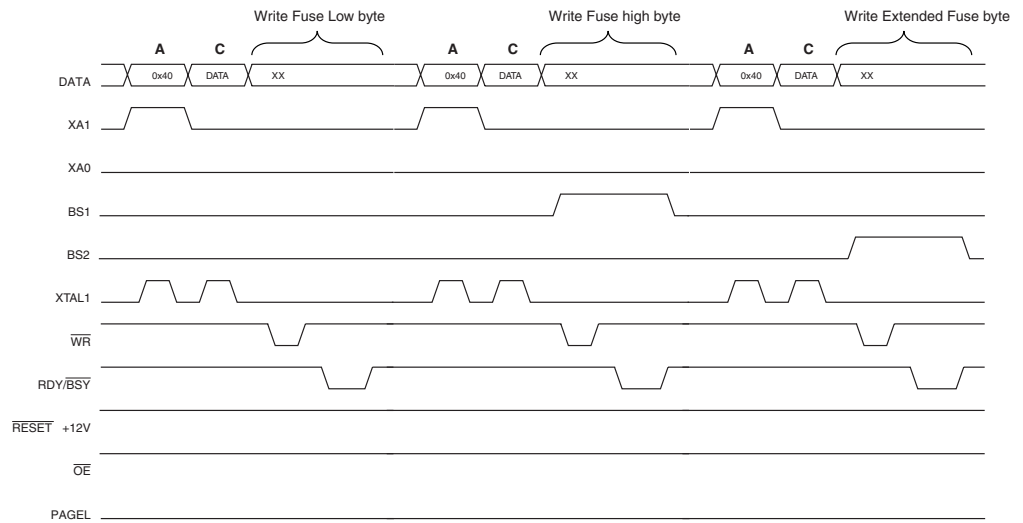 Write Fuse Low byte Write Fuse high byte Write Extended Fuse byte
A C A C A C
DATA 0x40 DATA XX 0x40 DATA XX 0x40 DATA XX
XA1
XA0
BS1
BS2
XTAL1
WR
RDY/BSY
RESET +12V
OE
PAGEL